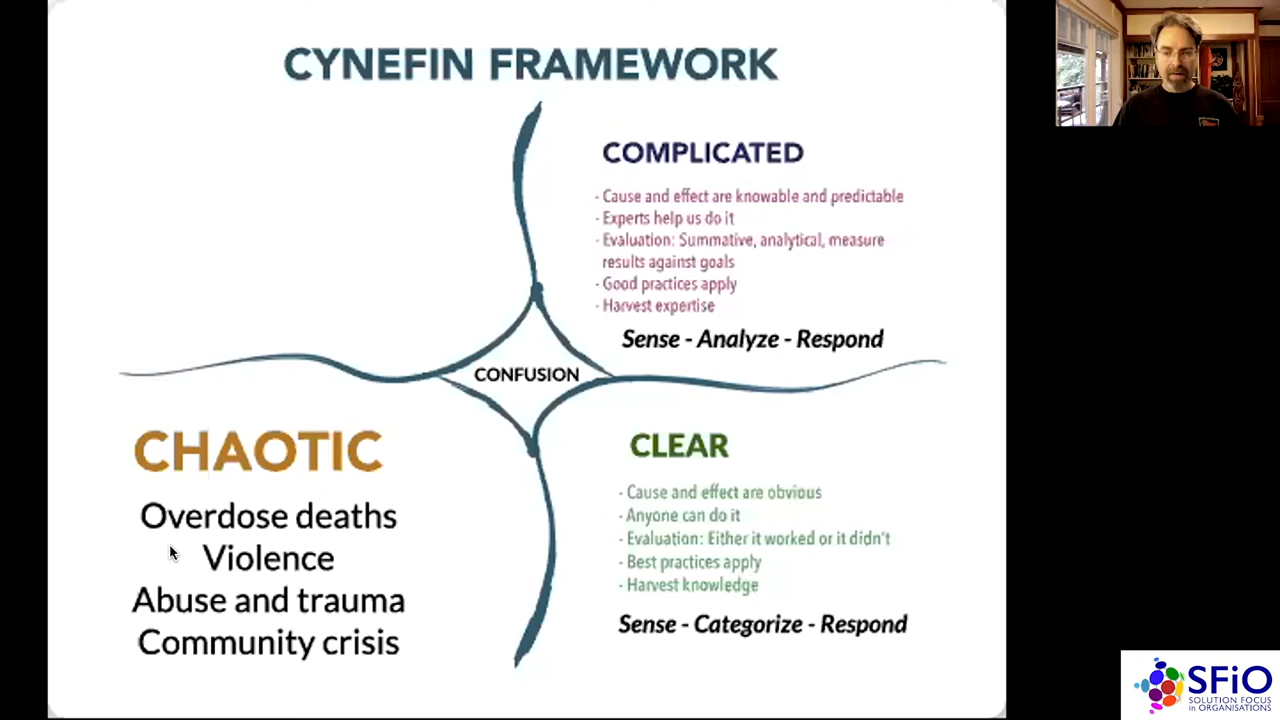 CYNEFIN FRAMEWORK
COMPLICATED
- Cause and effect are knowable and predictable
- Experts help us do it
- Evaluation: Summative, analytical, measure
results against goals
- Good practices apply
- Harvest expertise
Sense - Analyze - Respond
CONFUSION
CHAOTIC
Overdose deaths
Violence
Abuse and trauma
Community crisis
CLEAR
- Cause and effect are obvious
- Anyone can do it
- Evaluation: Either it worked or it didn't
- Best practices apply
- Harvest knowledge
Sense - Categorize - Respond
SFiO
SOLUTION FOCUS
in ORGANISATIONS